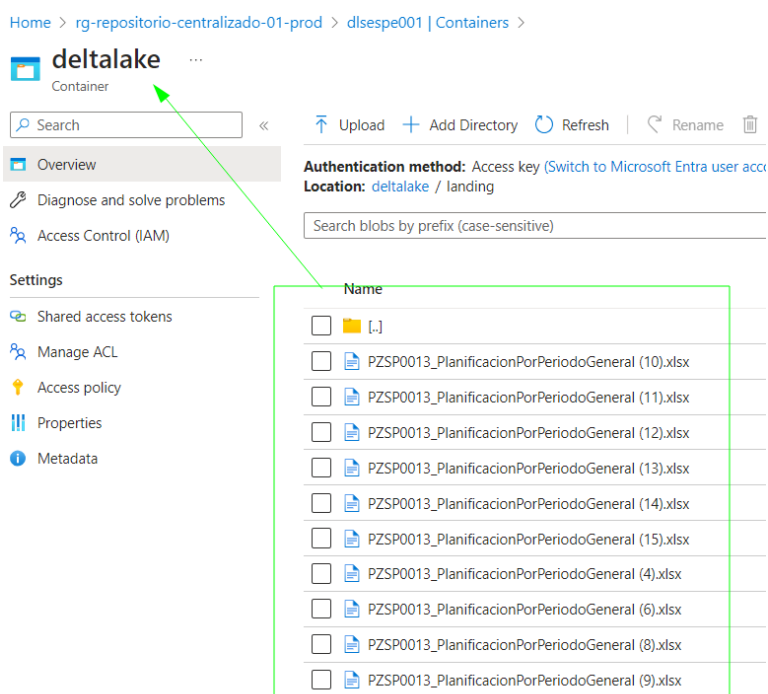 Home > rg-repositorio-centralizado-01-prod > dlsespe001 | Containers >
deltalake ...
Container
Search «
Overview
Diagnose and solve problems
Access Control (IAM)
Settings
Shared access tokens
Manage ACL
Access policy
Properties
Metadata
Upload Add Directory Refresh Rename
Authentication method: Access key (Switch to Microsoft Entra user acco
Location: deltalake / landing
Search blobs by prefix (case-sensitive)
Name
[..]
PZSP0013_PlanificacionPorPeriodoGeneral (10).xlsx
PZSP0013_PlanificacionPorPeriodoGeneral (11).xlsx
PZSP0013_PlanificacionPorPeriodoGeneral (12).xlsx
PZSP0013_PlanificacionPorPeriodoGeneral (13).xlsx
PZSP0013_PlanificacionPorPeriodoGeneral (14).xlsx
PZSP0013_PlanificacionPorPeriodoGeneral (15).xlsx
PZSP0013_PlanificacionPorPeriodoGeneral (4).xlsx
PZSP0013_PlanificacionPorPeriodoGeneral (6).xlsx
PZSP0013_PlanificacionPorPeriodoGeneral (8).xlsx
PZSP0013_PlanificacionPorPeriodoGeneral (9).xlsx